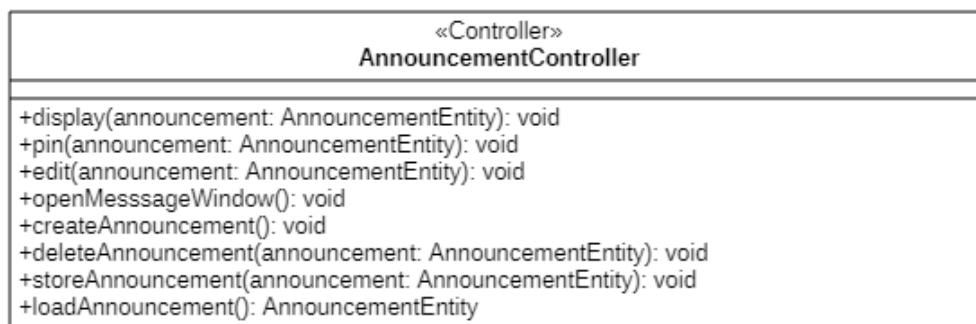 «Controller»
AnnouncementController
+display(announcement: AnnouncementEntity): void
+pin(announcement: AnnouncementEntity): void
+edit(announcement: AnnouncementEntity): void
+openMesssageWindow(): void
+createAnnouncement(): void
+deleteAnnouncement(announcement: AnnouncementEntity): void
+storeAnnouncement(announcement: AnnouncementEntity): void
+loadAnnouncement(): AnnouncementEntity